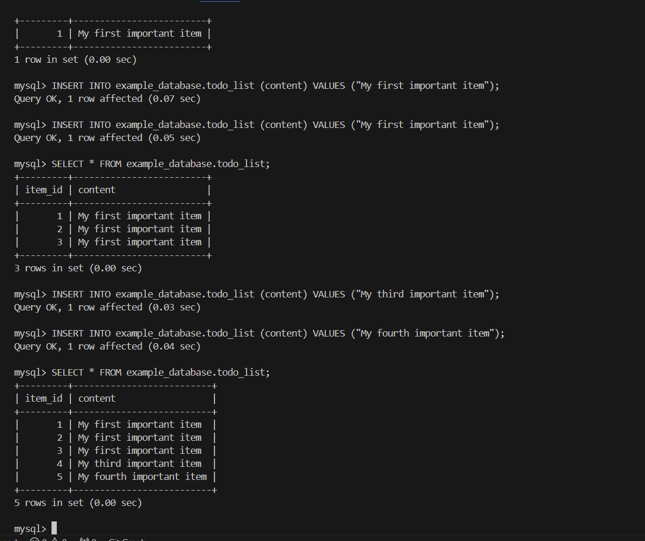 +---------+-------------------------+
|       1 | My first important item |
+---------+-------------------------+
1 row in set (0.00 sec)

mysql> INSERT INTO example_database.todo_list (content) VALUES ("My first important item");
Query OK, 1 row affected (0.07 sec)

mysql> INSERT INTO example_database.todo_list (content) VALUES ("My first important item");
Query OK, 1 row affected (0.05 sec)

mysql> SELECT * FROM example_database.todo_list;
+---------+-------------------------+
| item_id | content                 |
+---------+-------------------------+
|       1 | My first important item |
|       2 | My first important item |
|       3 | My first important item |
+---------+-------------------------+
3 rows in set (0.00 sec)

mysql> INSERT INTO example_database.todo_list (content) VALUES ("My third important item");
Query OK, 1 row affected (0.03 sec)

mysql> INSERT INTO example_database.todo_list (content) VALUES ("My fourth important item");
Query OK, 1 row affected (0.04 sec)

mysql> SELECT * FROM example_database.todo_list;
+---------+--------------------------+
| item_id | content                  |
+---------+--------------------------+
|       1 | My first important item  |
|       2 | My first important item  |
|       3 | My first important item  |
|       4 | My third important item  |
|       5 | My fourth important item |
+---------+--------------------------+
5 rows in set (0.00 sec)

mysql>